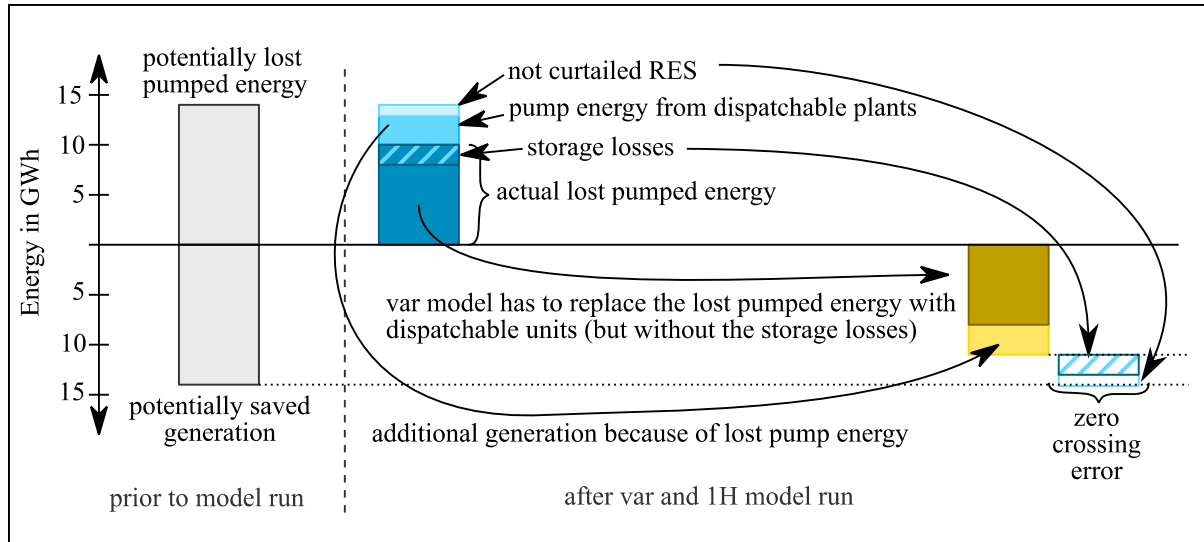 potentially lost
pumped energy
Energy in GWh
15
10
5
5
10
15
potentially saved
generation
prior to model run
not curtailed RES
pump energy from dispatchable plants
storage losses
actual lost pumped energy
var model has to replace the lost pumped energy with
dispatchable units (but without the storage losses)
additional generation because of lost pump energy
zero
crossing
error
after var and 1H model run